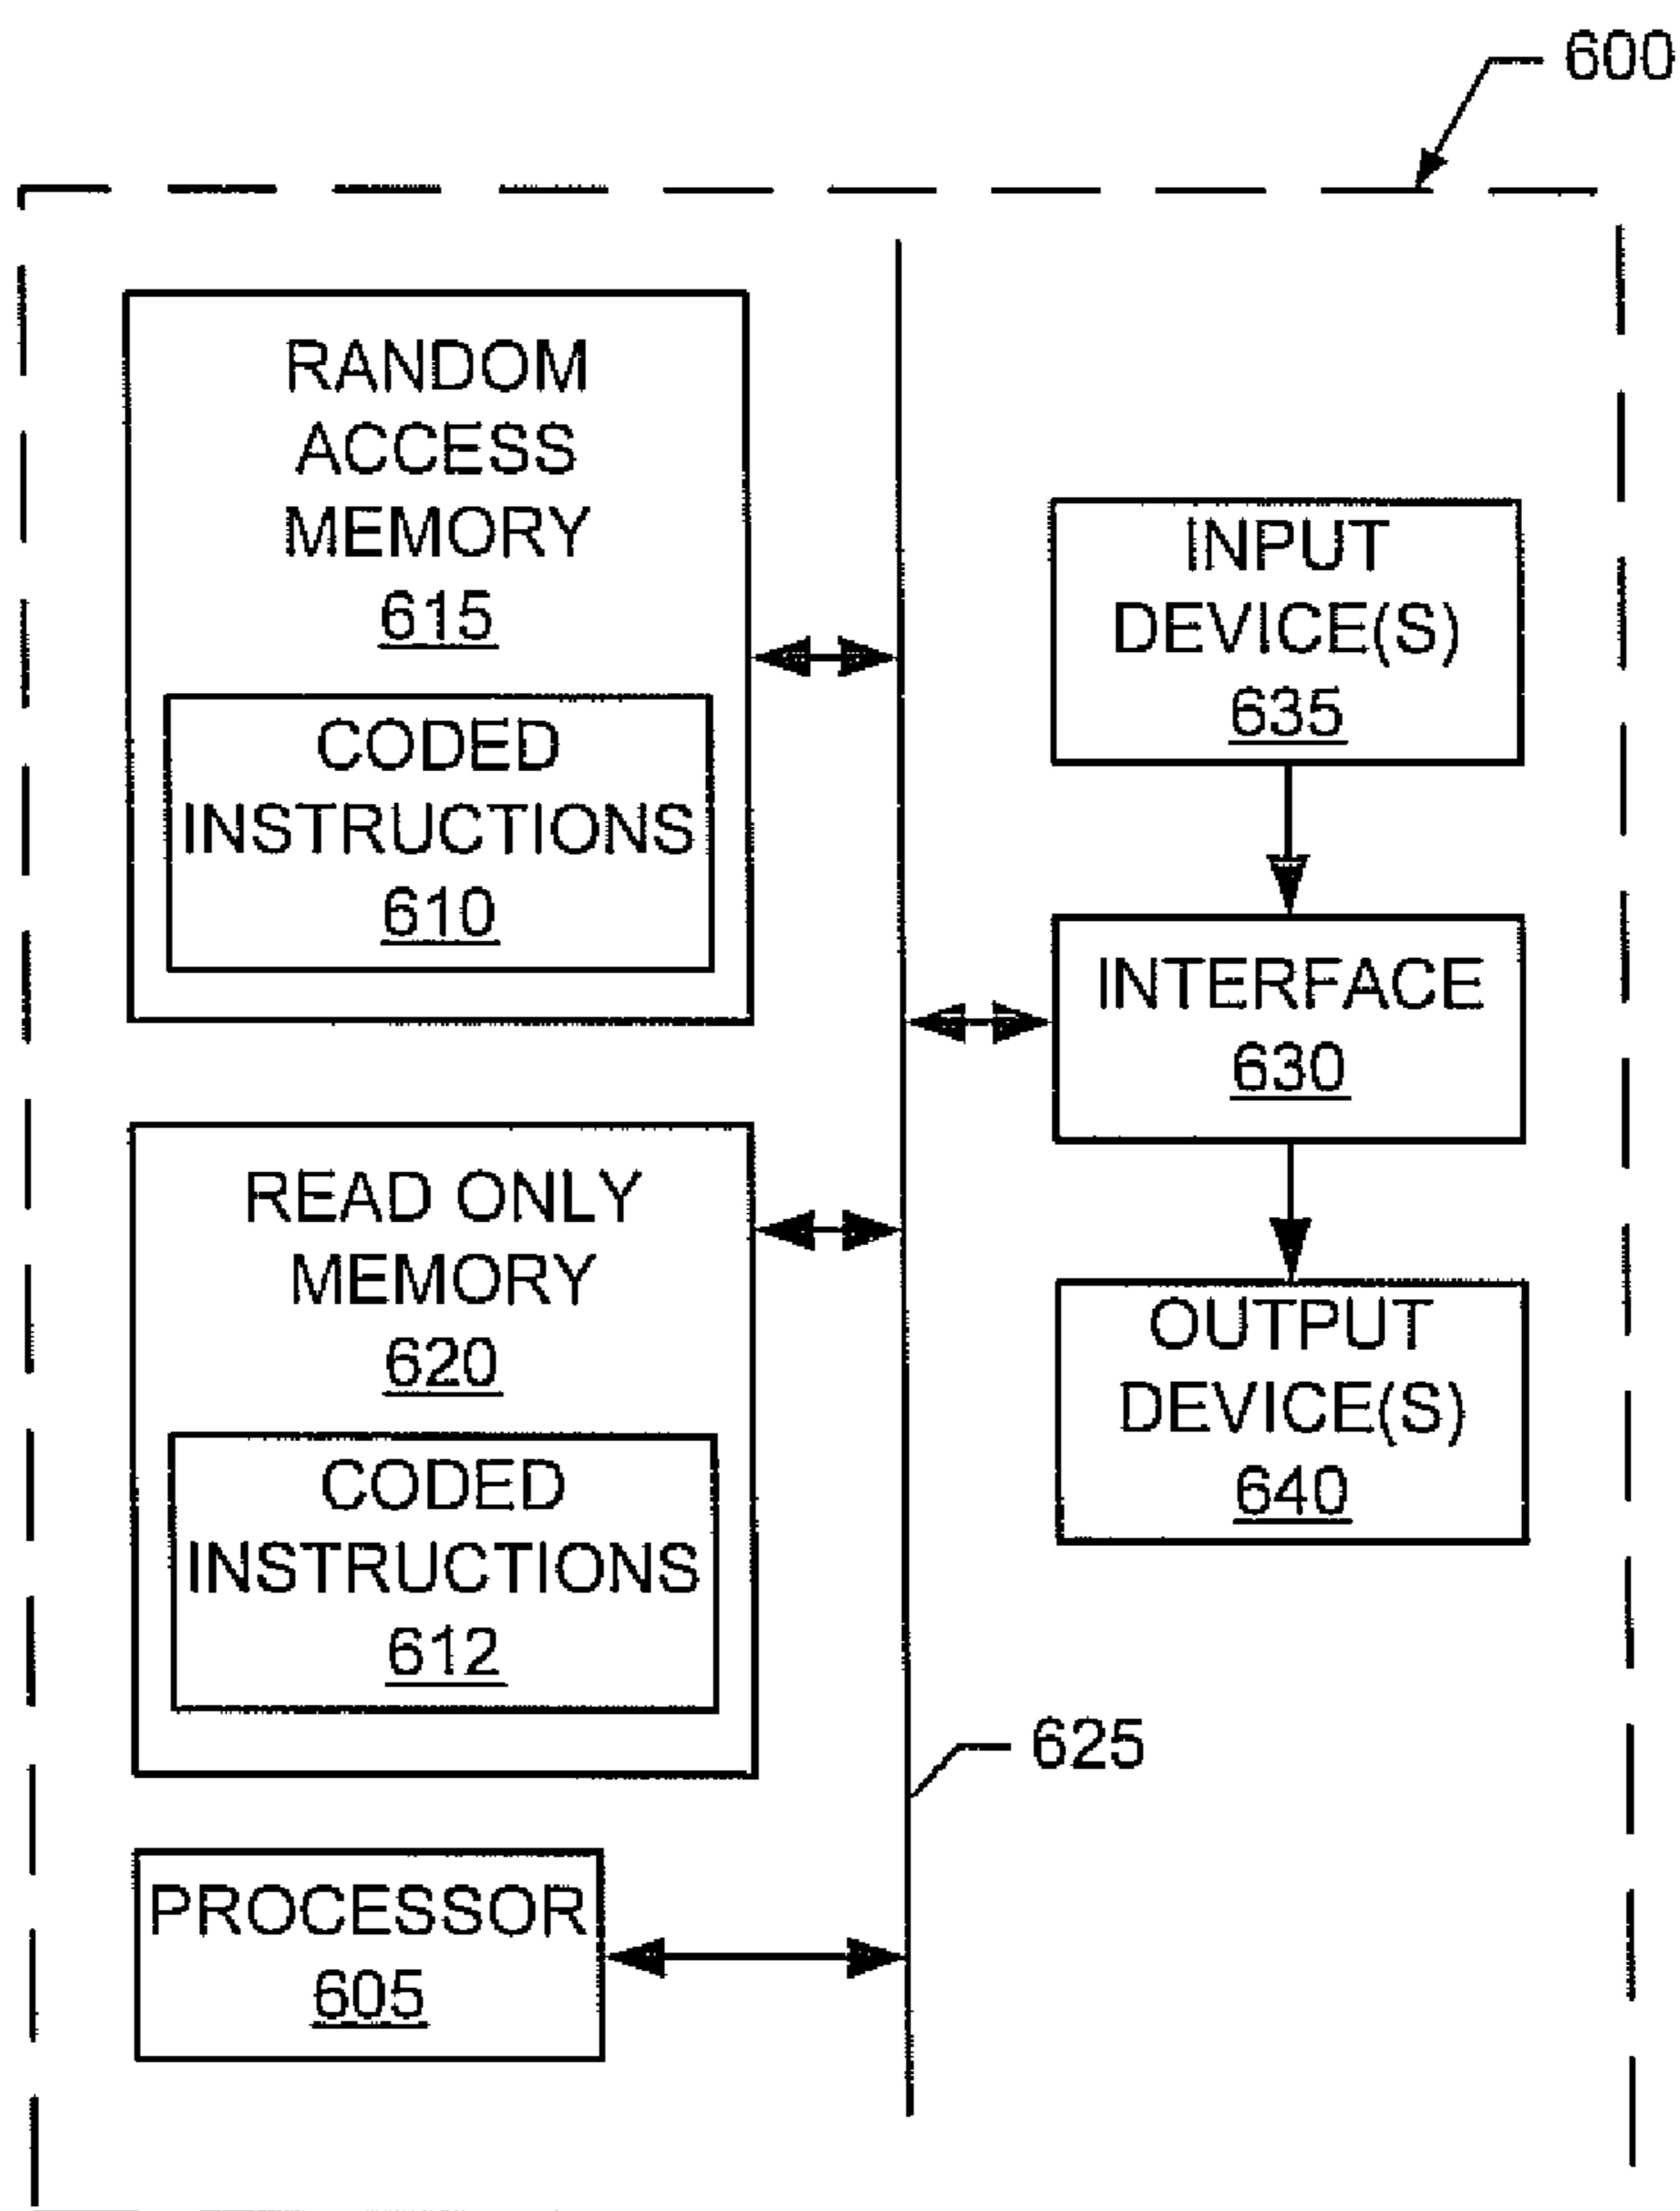 600
RANDOM
ACCESS
MEMORY
615
CODED
INSTRUCTIONS
610
INPUT
DEVICE(S)
635
INTERFACE
630
READ ONLY
MEMORY
620
CODED
INSTRUCTIONS
612
OUTPUT
DEVICE(S)
640
625
PROCESSOR
605